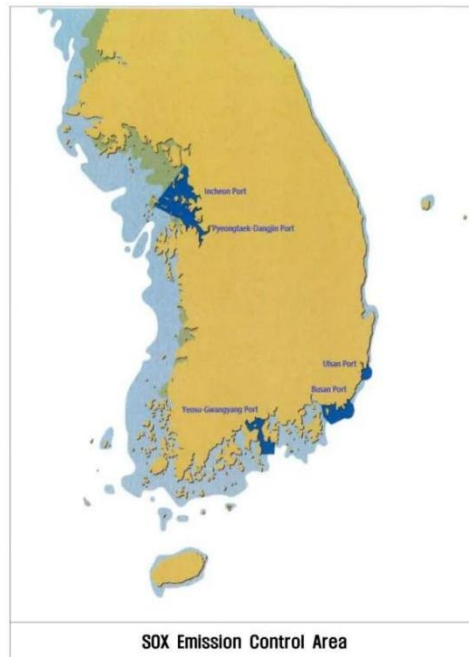 Incheon Port
Pyeongtaek-Dangjin Port
Ulsan Port
Busan Port
Yeosu-Gwangyang Port
SOX Emission Control Area